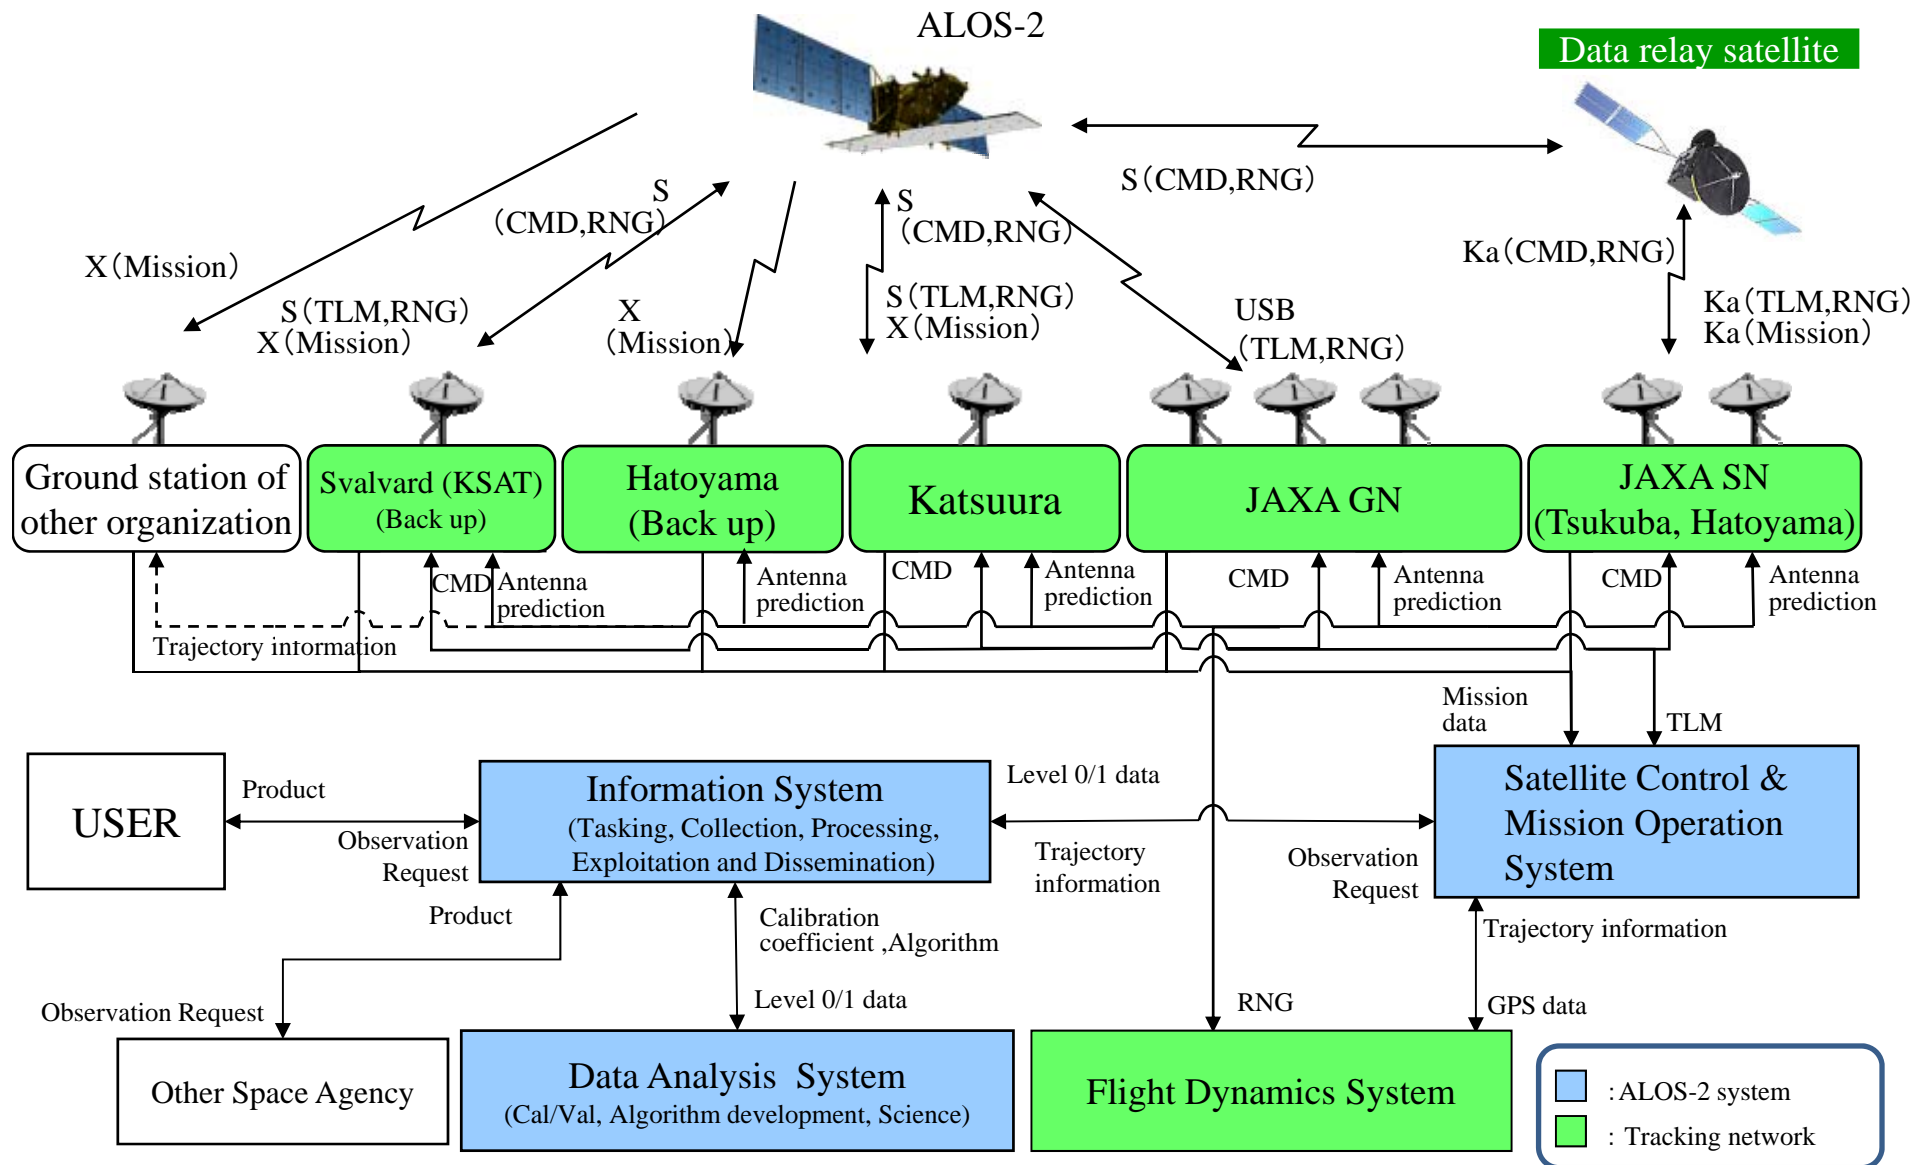 ALOS-2
Data relay satellite
S（CMD,RNG）
S
（CMD,RNG）
S
（CMD,RNG）
X（Mission）
Ka（CMD,RNG）
S（TLM,RNG）
X（Mission）
X
（Mission）
S（TLM,RNG）
X（Mission）
USB
（TLM,RNG）
Ka（TLM,RNG）
Ka（Mission）
Ground station of
other organization
Svalvard (KSAT)
(Back up)
Hatoyama
(Back up)
Katsuura
JAXA GN
JAXA SN
(Tsukuba, Hatoyama)
CMD
Antenna
prediction
Antenna
prediction
CMD
Antenna
prediction
CMD
Antenna
prediction
CMD
Antenna
prediction
Trajectory information
Mission
data
TLM
USER
Product
Observation
Request
Information System
(Tasking, Collection, Processing,
Exploitation and Dissemination)
Level 0/1 data
Trajectory
information
Observation
Request
Satellite Control &
Mission Operation
System
Product
Calibration
coefficient ,Algorithm
Trajectory information
Observation Request
Level 0/1 data
RNG
GPS data
Other Space Agency
Data Analysis System
(Cal/Val, Algorithm development, Science)
Flight Dynamics System
: ALOS-2 system
: Tracking network